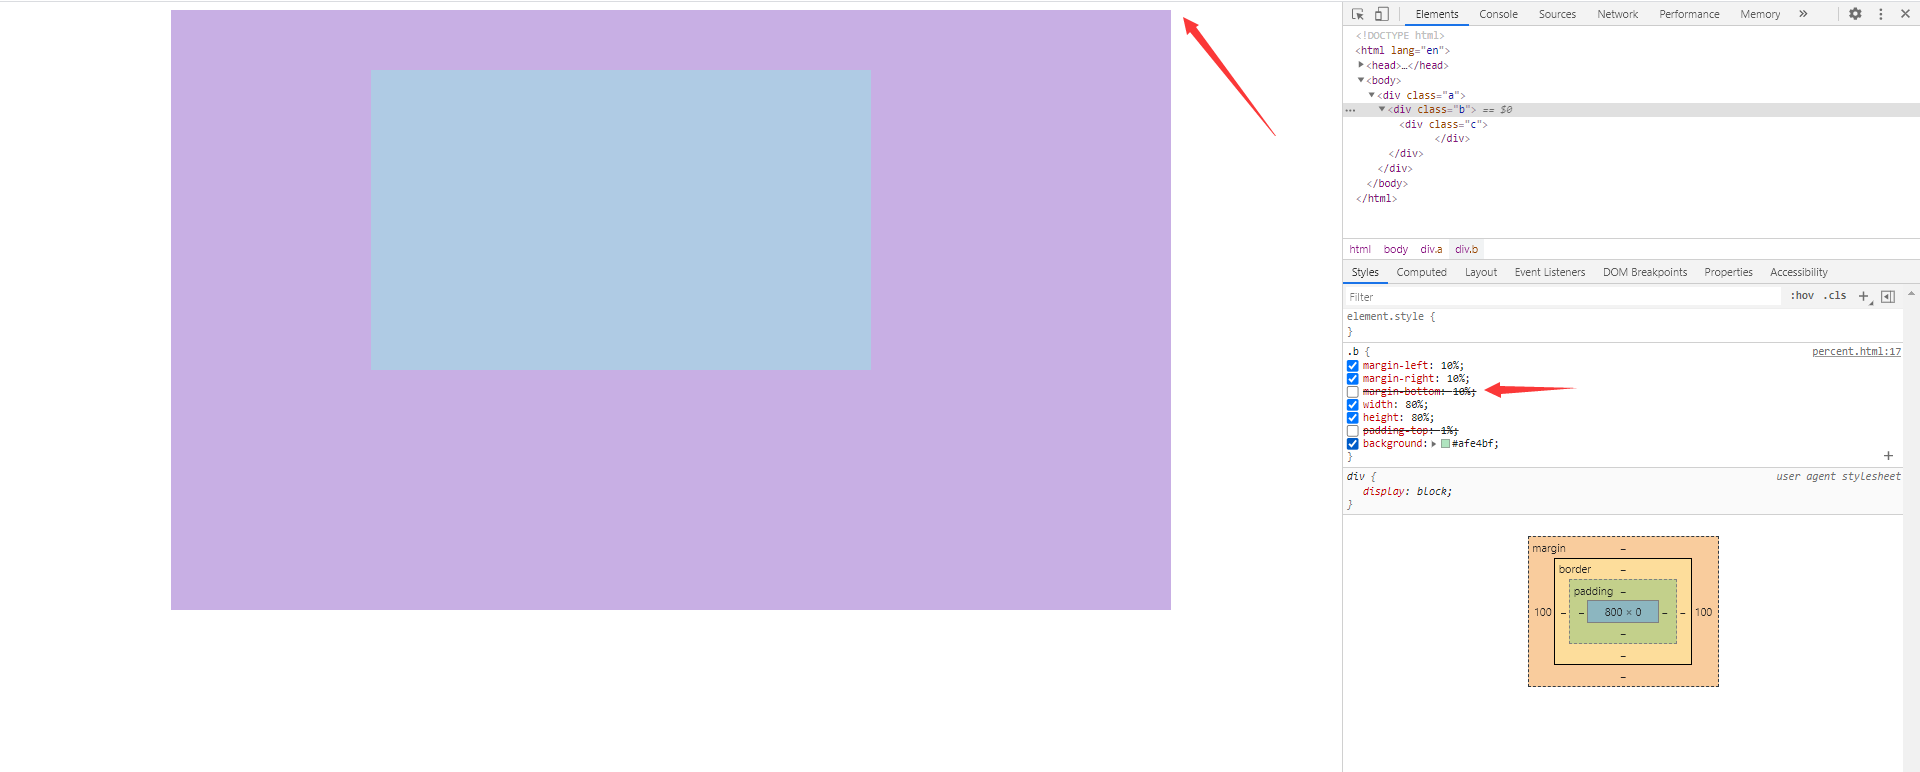 Elements Console Sources Network Performance Memory »
<!DOCTYPE html>
<html lang="en">
<head>…</head>
<body>
<div class="a">
… <div class="b"> == $0
<div class="c">
</div>
</div>
</div>
</body>
</html>
html body div.a div.b
Styles Computed Layout Event Listeners DOM Breakpoints Properties Accessibility
Filter :hov .cls +
element.style {
}
.b { percent.html:17
margin-left: 10%;
margin-right: 10%;
margin-bottom: 10%;
width: 80%;
height: 80%;
padding-top: 1%;
background: #afe4bf;
}
div { user agent stylesheet
display: block;
}
margin –
border –
padding –
100 – – 800 × 0 – – 100
–
–
–